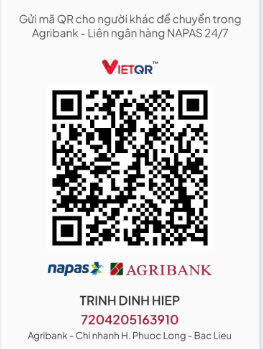 Gửi mã QR cho người khác để chuyển trong
Agribank - Liên ngân hàng NAPAS 24/7
VIETQR™
napas AGRIBANK
TRINH DINH HIEP
7204205163910
Agribank - Chi nhanh H. Phuoc Long - Bac Lieu